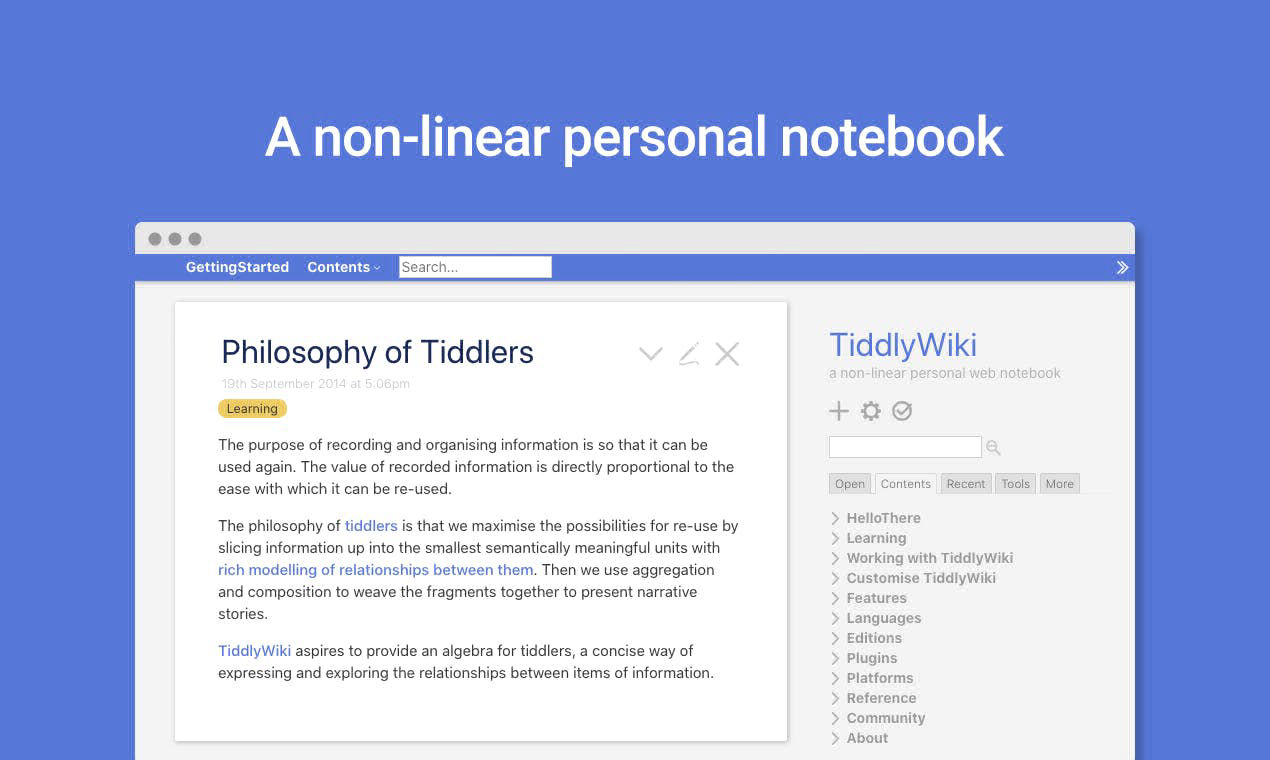 A non-linear personal notebook
GettingStarted Contents Search...
Philosophy of Tiddlers
19th September 2014 at 5.06pm
Learning
The purpose of recording and organising information is so that it can be
used again. The value of recorded information is directly proportional to the
ease with which it can be re-used.
The philosophy of tiddlers is that we maximise the possibilities for re-use by
slicing information up into the smallest semantically meaningful units with
rich modelling of relationships between them. Then we use aggregation
and composition to weave the fragments together to present narrative
stories.
TiddlyWiki aspires to provide an algebra for tiddlers, a concise way of
expressing and exploring the relationships between items of information.
TiddlyWiki
a non-linear personal web notebook
Open Contents Recent Tools More
HelloThere
Learning
Working with TiddlyWiki
Customise TiddlyWiki
Features
Languages
Editions
Plugins
Platforms
Reference
Community
About